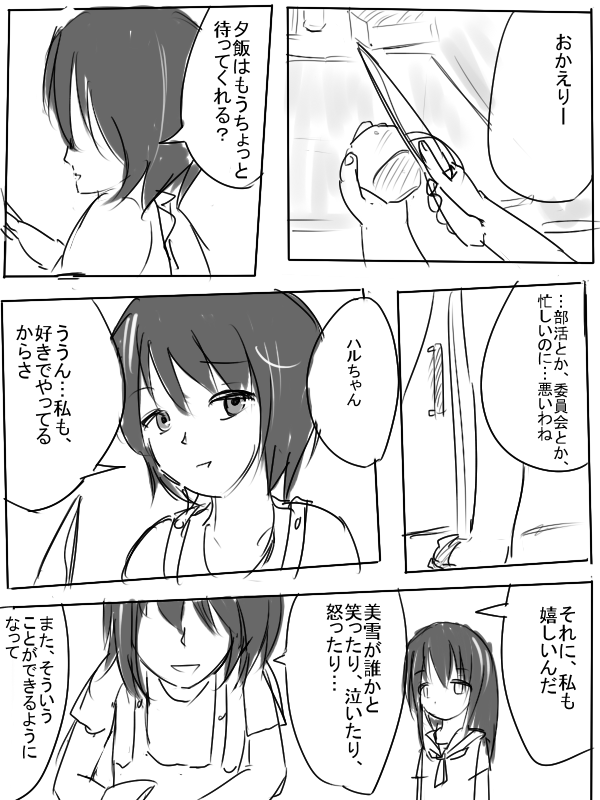 おかえりー
夕飯はもうちょっと
待ってくれる?
…部活とか、委員会とか、
忙しいのに…悪いわね
ハルちゃん
ううん…私も、
好きでやってる
からさ
それに、私も
嬉しいんだ
美雪が誰かと
笑ったり、泣いたり、
怒ったり…
また、そういう
ことができるように
なって